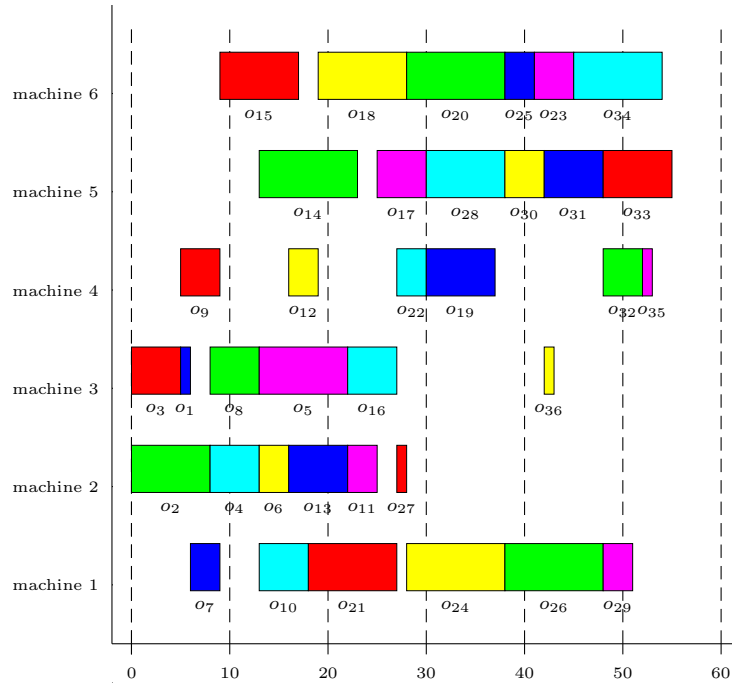 machine 6
o15 o18 o20 o25 o23 o34
machine 5
o14 o17 o28 o30 o31 o33
machine 4
o9 o12 o22 o19 o32 o35
machine 3
o3 o1 o8 o5 o16 o36
machine 2
o2 o4 o6 o13 o11 o27
machine 1
o7 o10 o21 o24 o26 o29
0 10 20 30 40 50 60